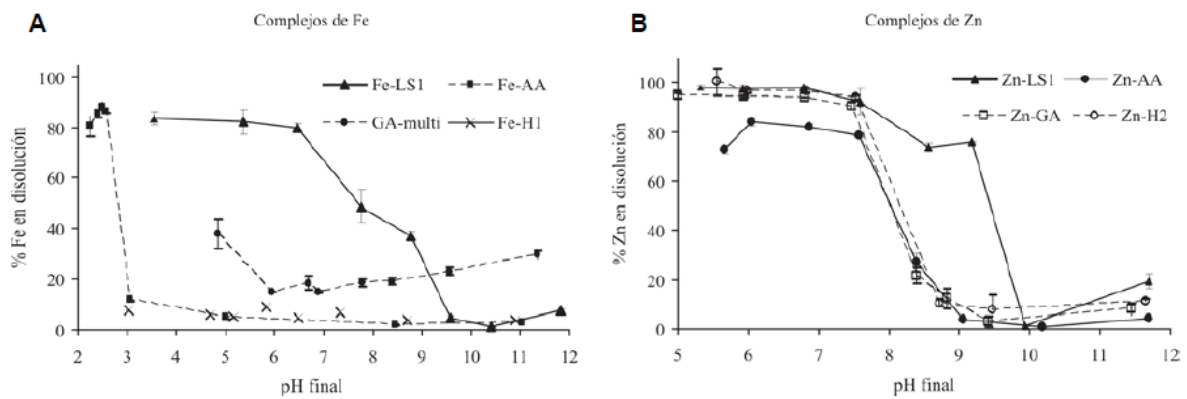 A
Complejos de Fe
% Fe en disolución
100
80
60
40
20
0
Fe-LS1
Fe-AA
GA-multi
Fe-H1
2 3 4 5 6 7 8 9 10 11 12
pH final
B
Complejos de Zn
% Zn en disolución
100
80
60
40
20
0
Zn-LS1
Zn-AA
Zn-GA
Zn-H2
5 6 7 8 9 10 11 12
pH final